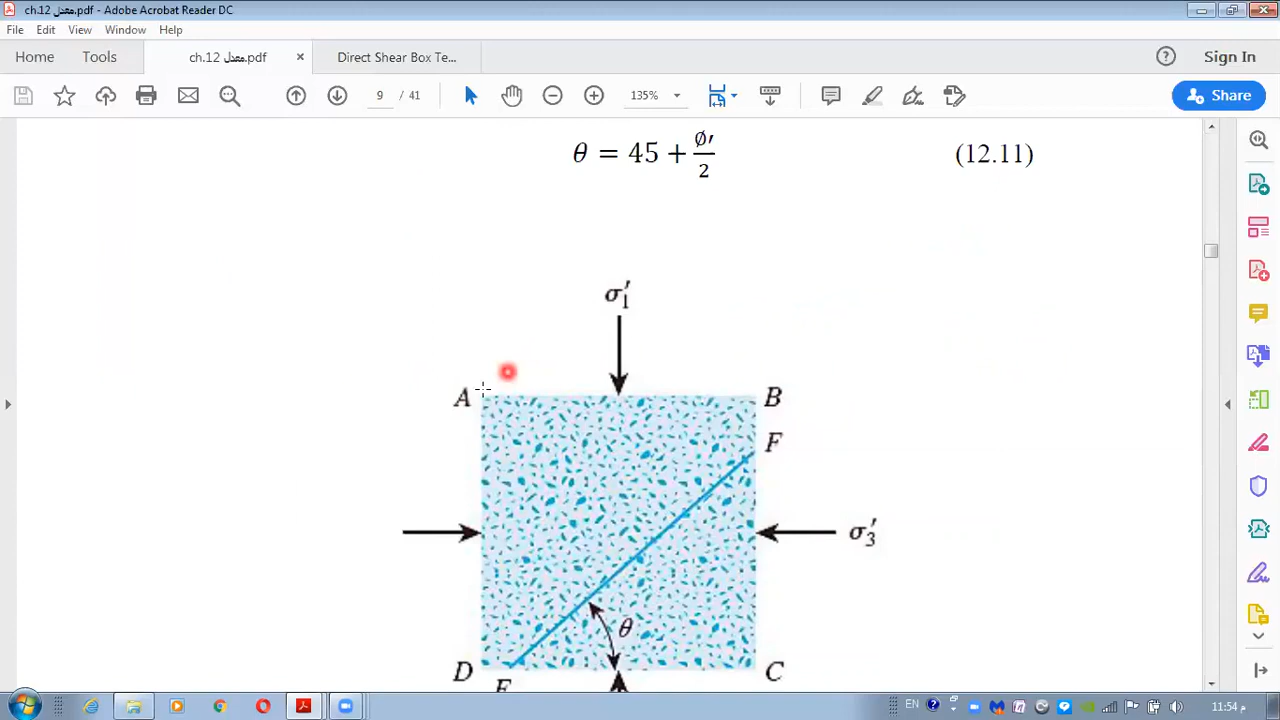 ch.12 معدل.pdf - Adobe Acrobat Reader DC
File Edit View Window Help
Home Tools ch.12 معدل.pdf × Direct Shear Box Te... ? Sign In
9 / 41 135% Share
θ = 45 + ∅′/2 (12.11)
σ′1
A B
F
σ′3
θ
D C
EN ? 11:54 م